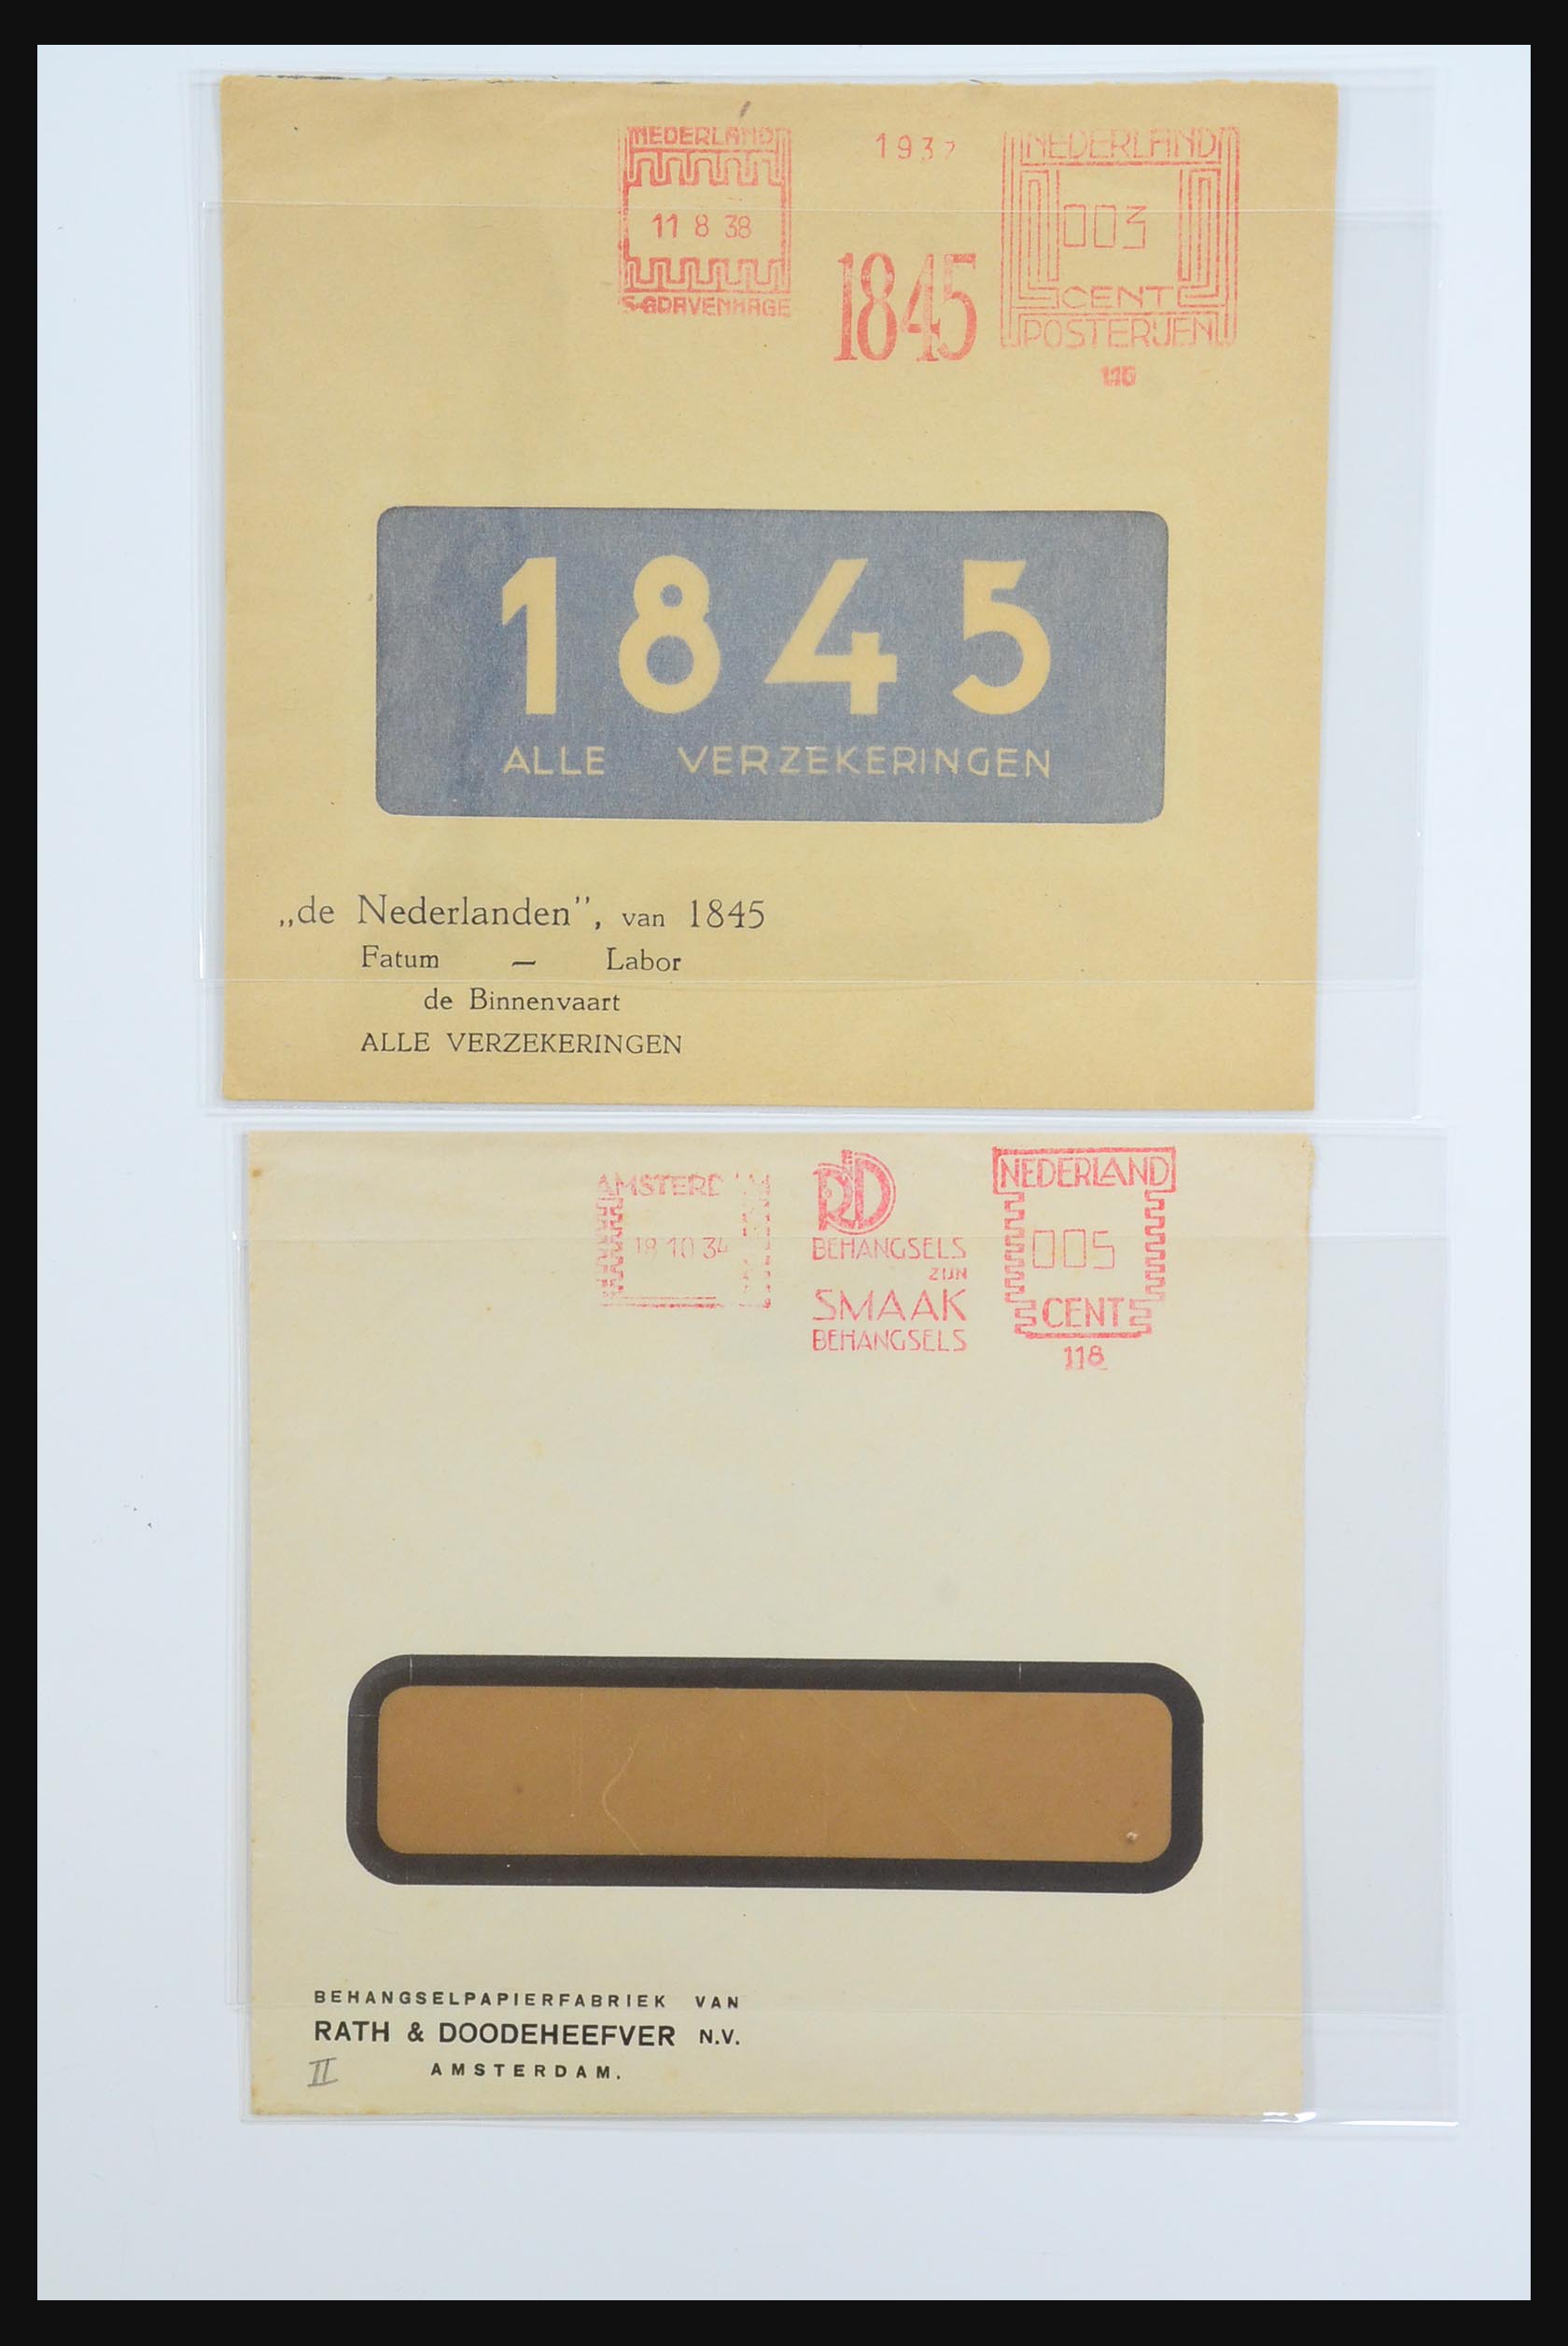 NEDERLAND
11 8 38
S-GRAVENHAGE
1845
NEDERLAND
003
CENT
POSTERIJEN
116
1845
ALLE VERZEKERINGEN
„de Nederlanden”, van 1845
Fatum — Labor
de Binnenvaart
ALLE VERZEKERINGEN
18 10 34
RD
BEHANGSELS
ZIJN
SMAAK
BEHANGSELS
NEDERLAND
005
CENT
118
BEHANGSELPAPIERFABRIEK VAN
RATH & DOODEHEEFVER N.V.
AMSTERDAM.
II